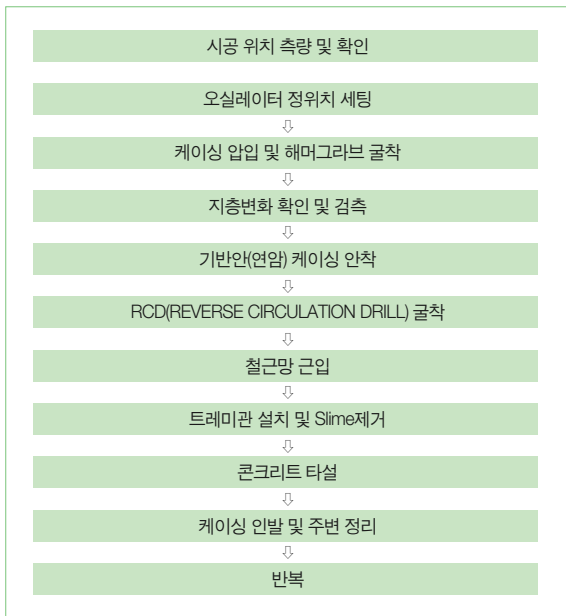 시공 위치 측량 및 확인
오실레이터 정위치 세팅
⇩
케이싱 압입 및 해머그라브 굴착
⇩
지층변화 확인 및 검측
⇩
기반안(연암) 케이싱 안착
⇩
RCD(REVERSE CIRCULATION DRILL) 굴착
⇩
철근망 근입
⇩
트레미관 설치 및 Slime제거
⇩
콘크리트 타설
⇩
케이싱 인발 및 주변 정리
⇩
반복